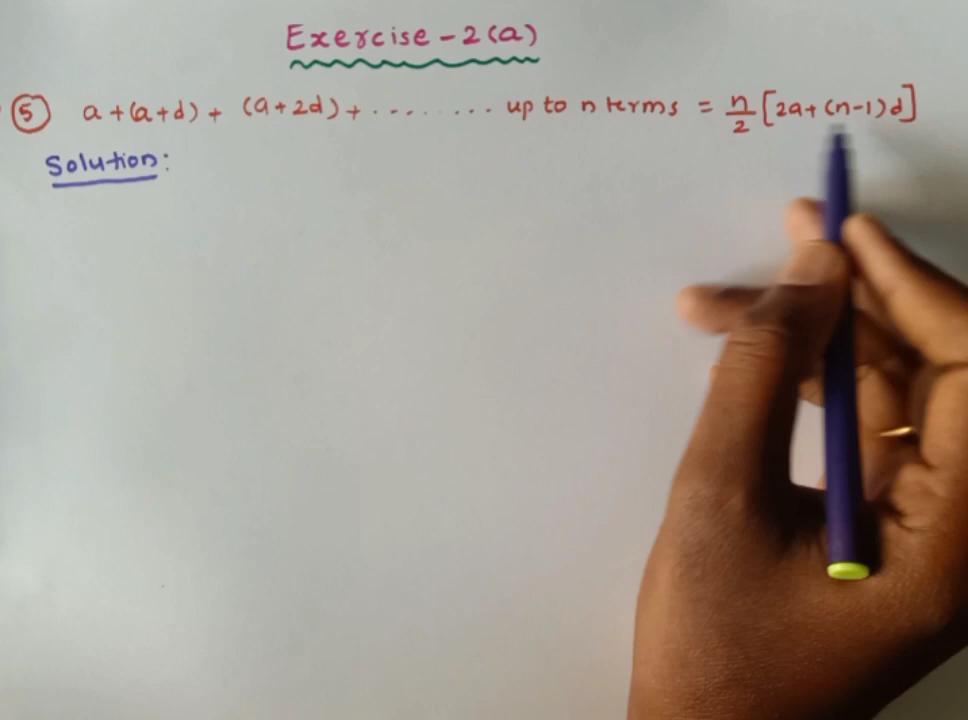 Exercise - 2(a)
⑤ a + (a+d) + (a+2d) + ......... up to n terms = n/2 [2a+(n-1)d]
Solution: